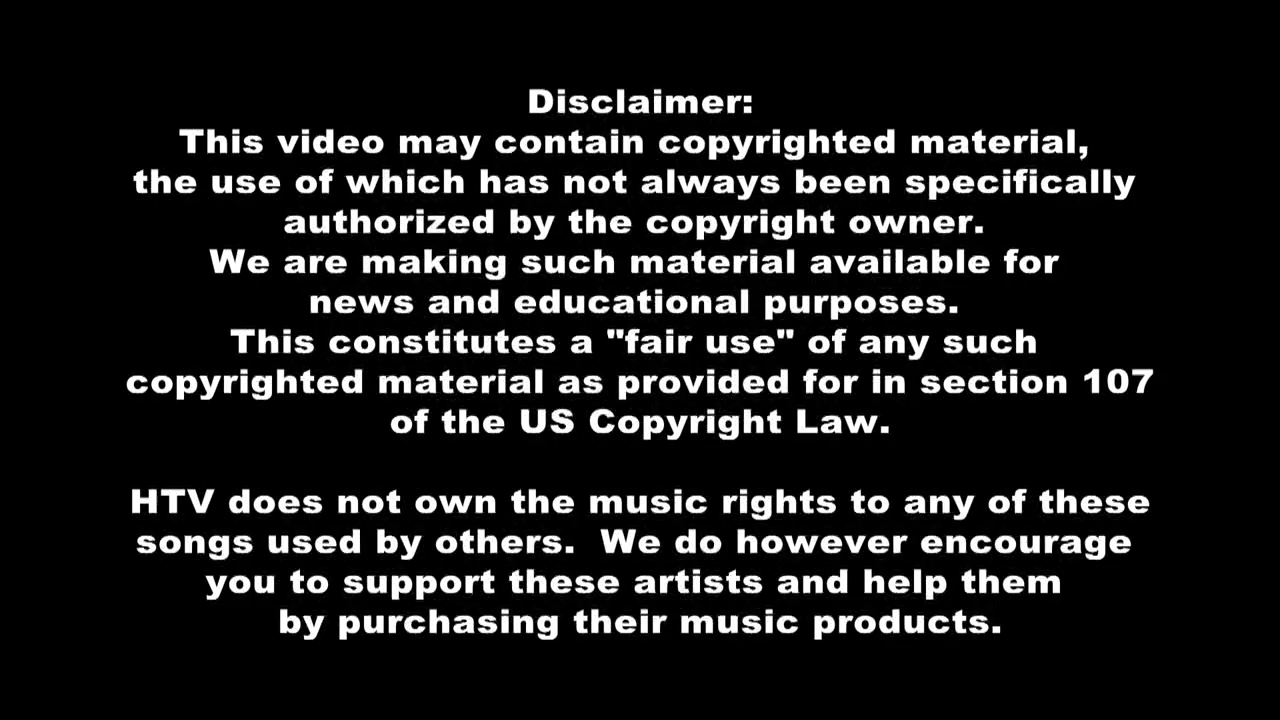 Disclaimer:
This video may contain copyrighted material,
the use of which has not always been specifically
authorized by the copyright owner.
We are making such material available for
news and educational purposes.
This constitutes a "fair use" of any such
copyrighted material as provided for in section 107
of the US Copyright Law.
HTV does not own the music rights to any of these
songs used by others.  We do however encourage
you to support these artists and help them
by purchasing their music products.